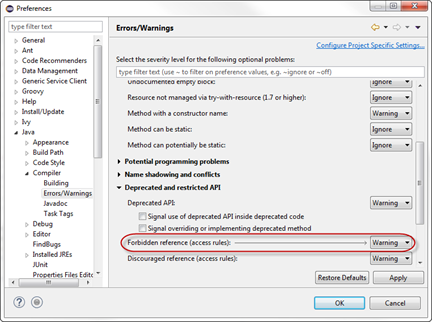 Preferences
type filter text
General
Ant
Code Recommenders
Data Management
Generic Service Client
Groovy
Help
Install/Update
Ivy
Java
Appearance
Build Path
Code Style
Compiler
Building
Errors/Warnings
Javadoc
Task Tags
Debug
Editor
FindBugs
Installed JREs
JUnit
Properties Files Editor
Errors/Warnings
Configure Project Specific Settings...
Select the severity level for the following optional problems:
type filter text (use ~ to filter on preference values, e.g. ~ignore or ~off)
Undocumented empty block: Ignore
Resource not managed via try-with-resource (1.7 or higher): Ignore
Method with a constructor name: Warning
Method can be static: Ignore
Method can potentially be static: Ignore
Potential programming problems
Name shadowing and conflicts
Deprecated and restricted API
Deprecated API: Warning
Signal use of deprecated API inside deprecated code
Signal overriding or implementing deprecated method
Forbidden reference (access rules): Warning
Discouraged reference (access rules): Warning
Restore Defaults Apply
? OK Cancel